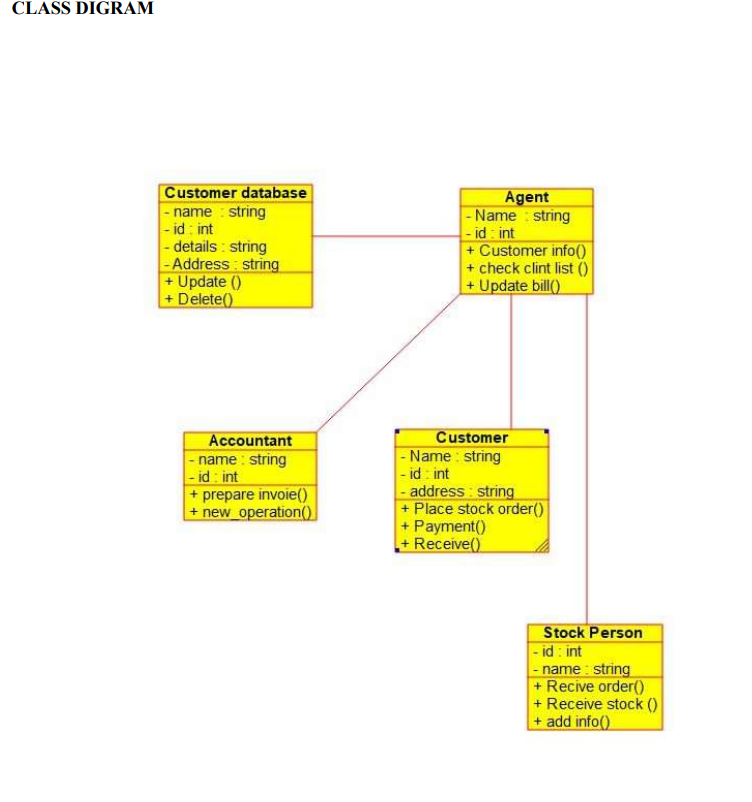 CLASS DIGRAM
Customer database
- name : string
- id : int
- details : string
- Address : string
+ Update ()
+ Delete()
Agent
- Name : string
- id : int
+ Customer info()
+ check clint list ()
+ Update bill()
Accountant
- name : string
- id : int
+ prepare invoie()
+ new_operation()
Customer
- Name : string
- id : int
- address : string
+ Place stock order()
+ Payment()
+ Receive()
Stock Person
- id : int
- name : string
+ Recive order()
+ Receive stock ()
+ add info()